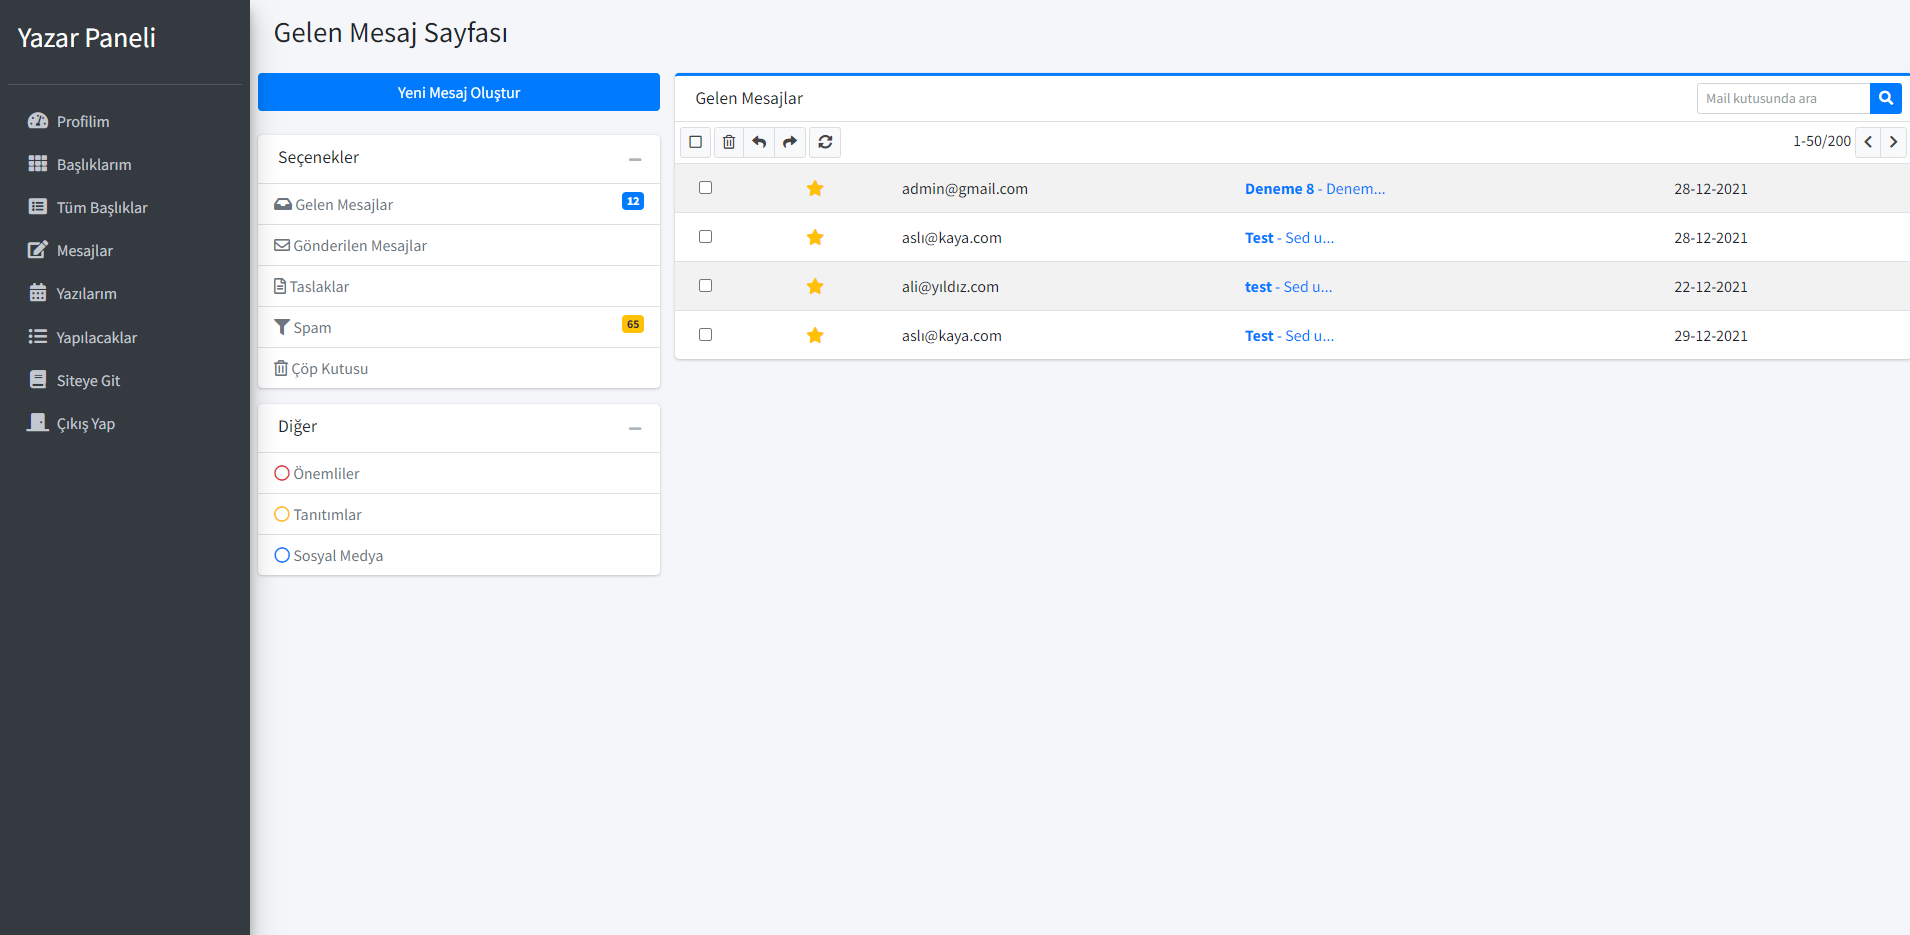 Yazar Paneli
Profilim
Başlıklarım
Tüm Başlıklar
Mesajlar
Yazılarım
Yapılacaklar
Siteye Git
Çıkış Yap
Gelen Mesaj Sayfası
Yeni Mesaj Oluştur
Seçenekler
Gelen Mesajlar 12
Gönderilen Mesajlar
Taslaklar
Spam 65
Çöp Kutusu
Diğer
Önemliler
Tanıtımlar
Sosyal Medya
Gelen Mesajlar
Mail kutusunda ara
1-50/200
admin@gmail.com Deneme 8 - Denem... 28-12-2021
aslı@kaya.com Test - Sed u... 28-12-2021
ali@yıldız.com test - Sed u... 22-12-2021
aslı@kaya.com Test - Sed u... 29-12-2021